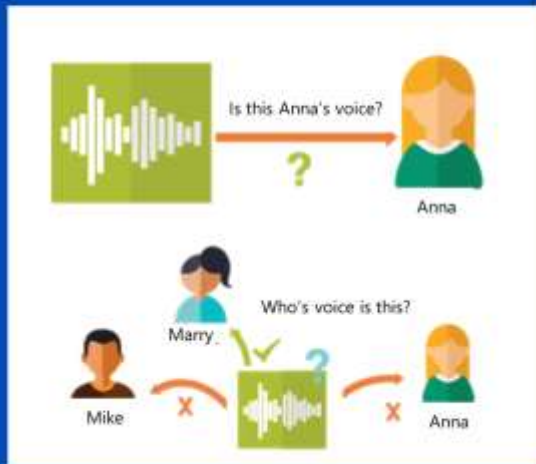 Is this Anna's voice?
?
Anna
Who's voice is this?
Marry.
?
Mike
X
X
Anna